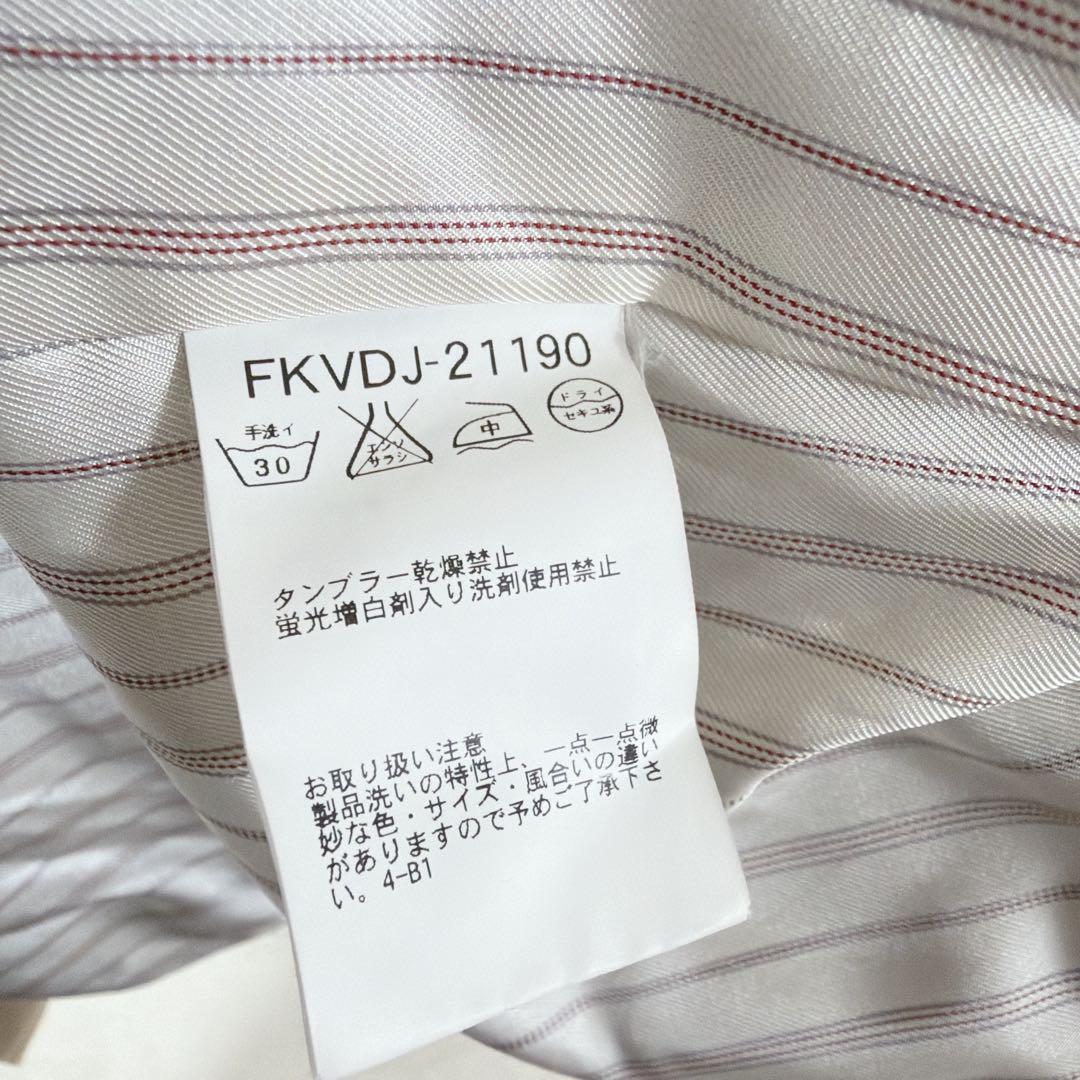 FKVDJ-21190
手洗イ
30
エンソ
サラシ
中
ドライ
セキユ系
タンブラー乾燥禁止
蛍光増白剤入り洗剤使用禁止
お取り扱い注意
製品洗いの特性上、一点一点微
妙な色・サイズ・風合いの違い
がありますので予めご了承下さ
い。4-B1